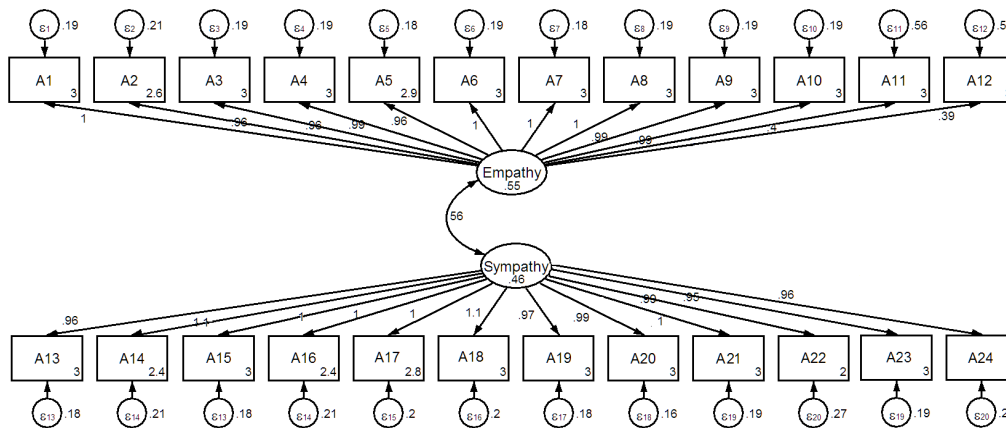 ε1 .19 ε2 .21 ε3 .19 ε4 .19 ε5 .18 ε6 .19 ε7 .18 ε8 .19 ε9 .19 ε10 .19 ε11 .56 ε12 .5
A1 A2 A3 A4 A5 A6 A7 A8 A9 A10 A11 A12
3 2.6 3 3 2.9 3 3 3 3 3 3
1 .96 .96 .99 .96 1 1 1 .99 .99 .4 .39
Empathy
.55
.56
Sympathy
.46
.96 1.1 1 1 1 1.1 .97 .99 1 .99 .95 .96
A13 A14 A15 A16 A17 A18 A19 A20 A21 A22 A23 A24
3 2.4 3 2.4 2.8 3 3 3 3 2 3
ε13 .18 ε14 .21 ε13 .18 ε14 .21 ε15 .2 ε16 .2 ε17 .18 ε18 .16 ε19 .19 ε20 .27 ε19 .19 ε20 .2